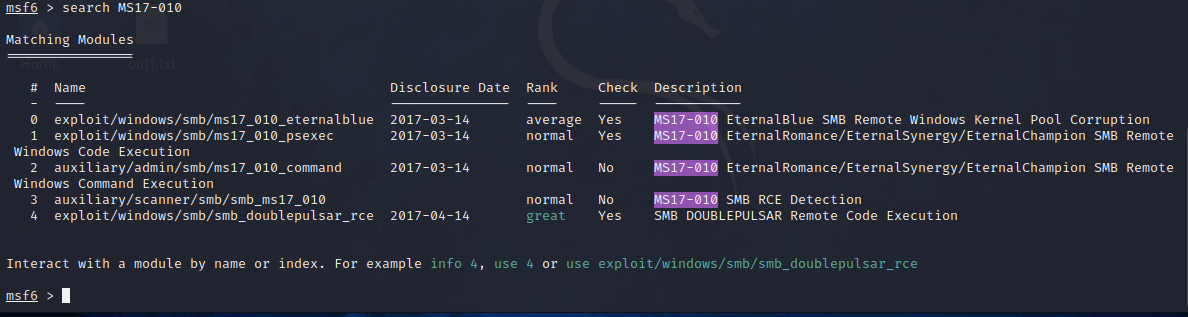 msf6 > search MS17-010
Matching Modules
================
Home
out1.txt
# Name Disclosure Date Rank Check Description
- ---- --------------- ---- ----- -----------
0 exploit/windows/smb/ms17_010_eternalblue 2017-03-14 average Yes MS17-010 EternalBlue SMB Remote Windows Kernel Pool Corruption
1 exploit/windows/smb/ms17_010_psexec 2017-03-14 normal Yes MS17-010 EternalRomance/EternalSynergy/EternalChampion SMB Remote
Windows Code Execution
2 auxiliary/admin/smb/ms17_010_command 2017-03-14 normal No MS17-010 EternalRomance/EternalSynergy/EternalChampion SMB Remote
Windows Command Execution
3 auxiliary/scanner/smb/smb_ms17_010 normal No MS17-010 SMB RCE Detection
4 exploit/windows/smb/smb_doublepulsar_rce 2017-04-14 great Yes SMB DOUBLEPULSAR Remote Code Execution
Interact with a module by name or index. For example info 4, use 4 or use exploit/windows/smb/smb_doublepulsar_rce
msf6 >